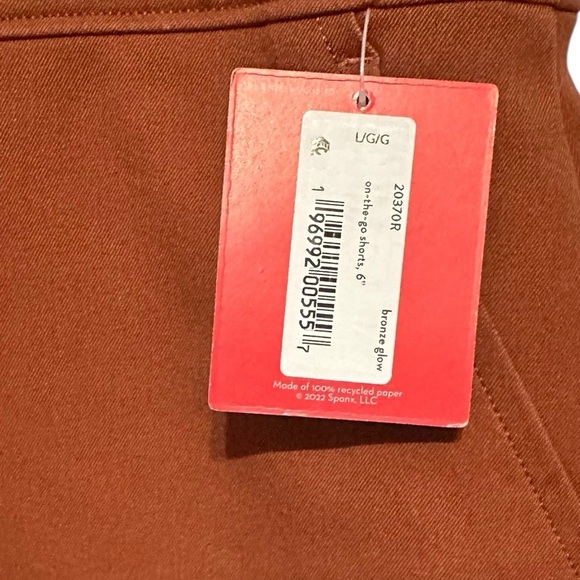 L/G/G
20370R
on-the-go shorts, 6"
bronze glow
1 96992 00555 7
Made of 100% recycled paper
© 2022 Spanx, LLC